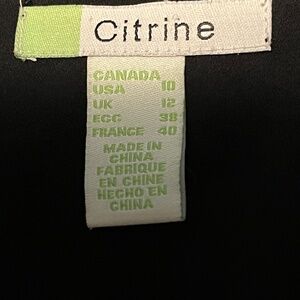 Citrine
CANADA
USA 10
UK 12
ECC 38
FRANCE 40
MADE IN
CHINA
FABRIQUE
EN CHINE
HECHO EN
CHINA